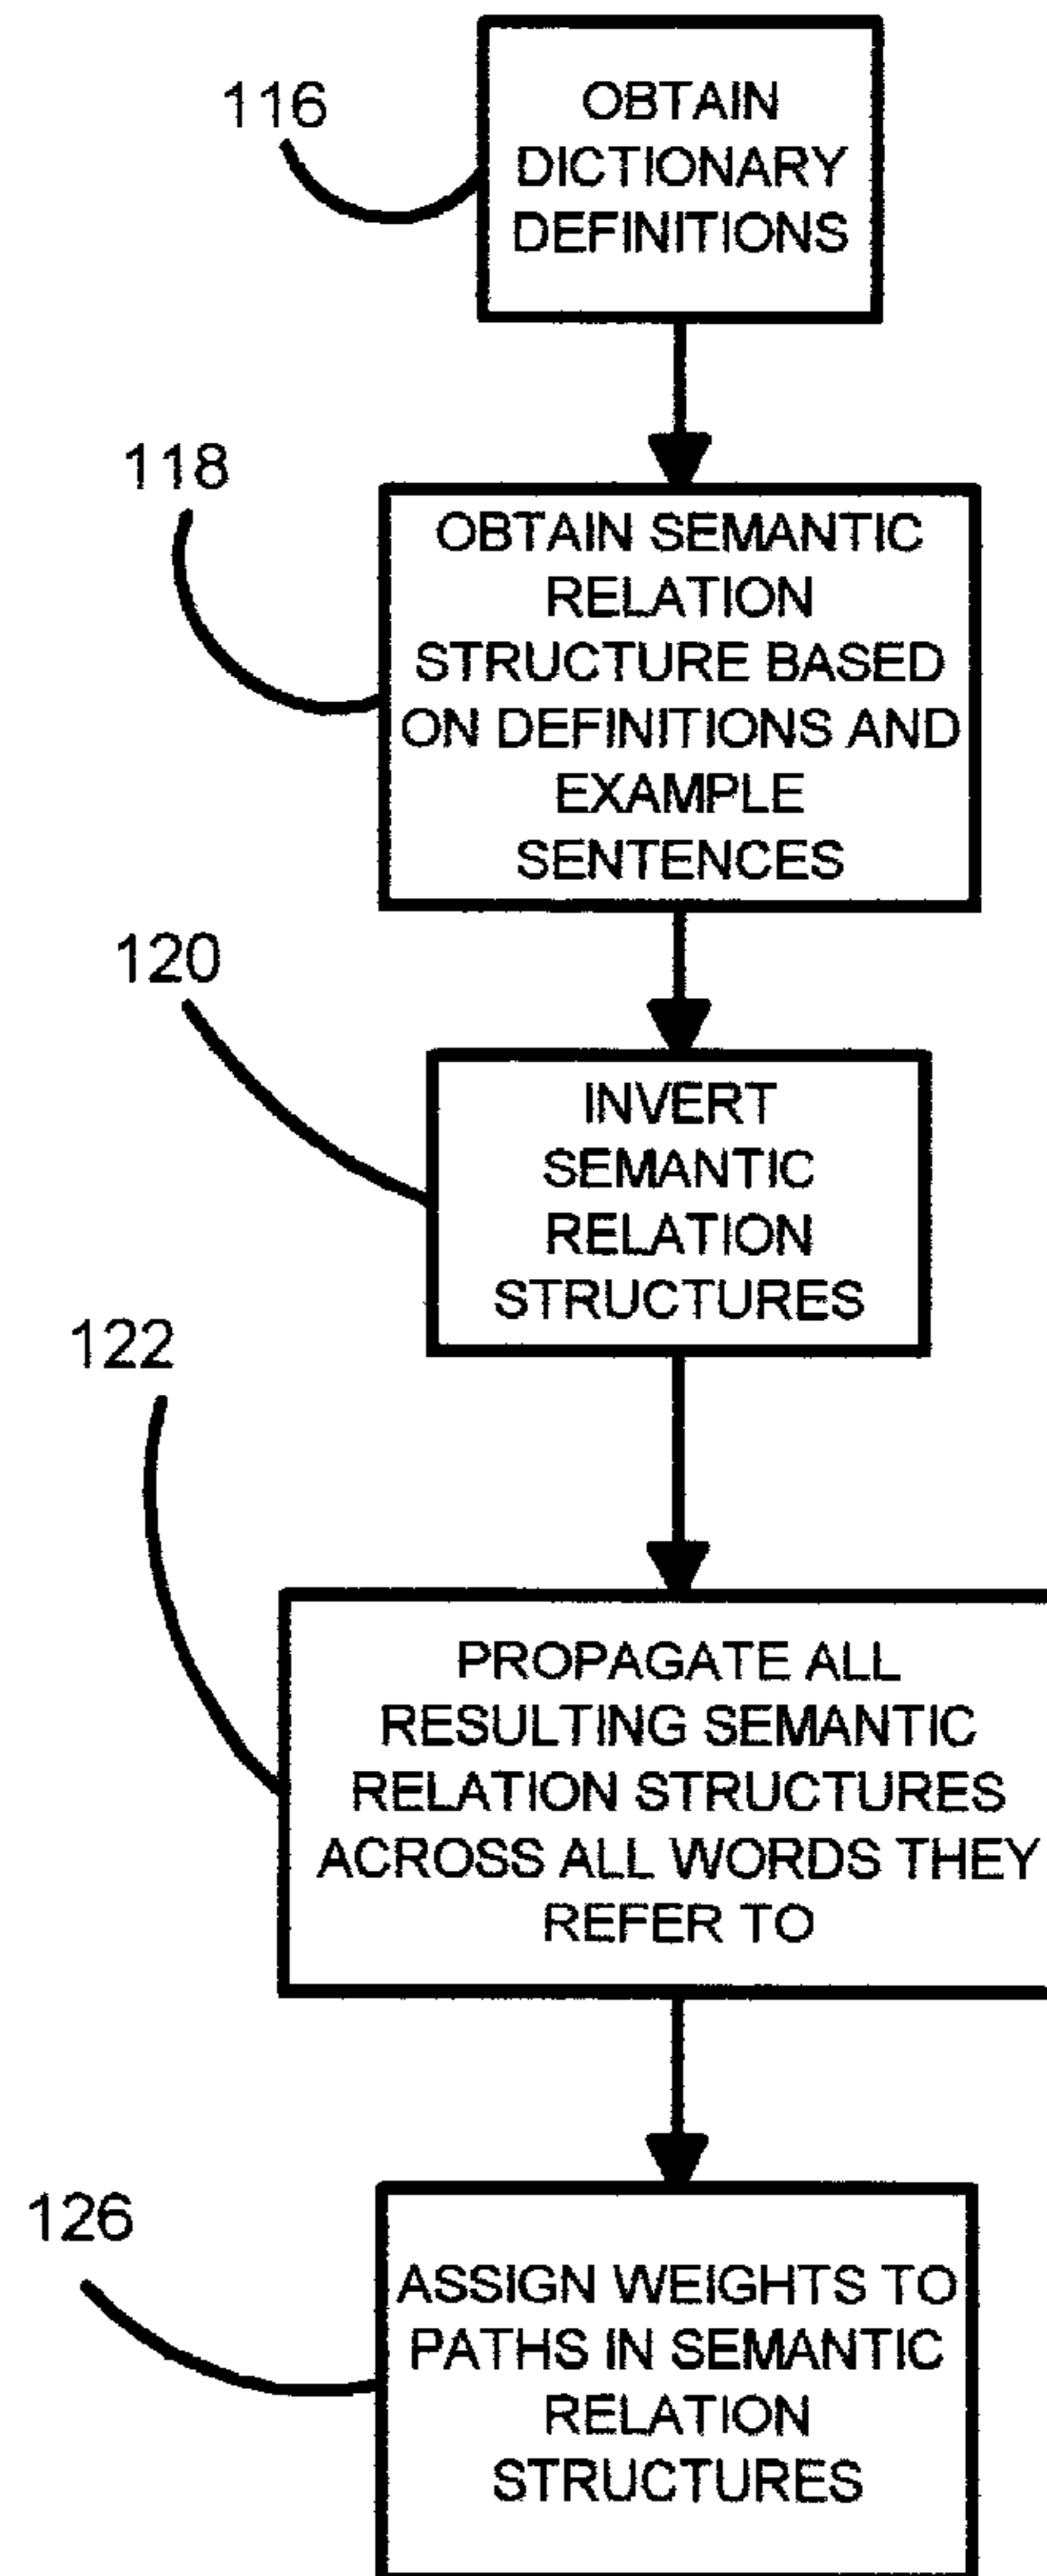 116
OBTAIN
DICTIONARY
DEFINITIONS
118
OBTAIN SEMANTIC
RELATION
STRUCTURE BASED
ON DEFINITIONS AND
EXAMPLE
SENTENCES
120
INVERT
SEMANTIC
RELATION
STRUCTURES
122
PROPAGATE ALL
RESULTING SEMANTIC
RELATION STRUCTURES
ACROSS ALL WORDS THEY
REFER TO
126
ASSIGN WEIGHTS TO
PATHS IN SEMANTIC
RELATION
STRUCTURES